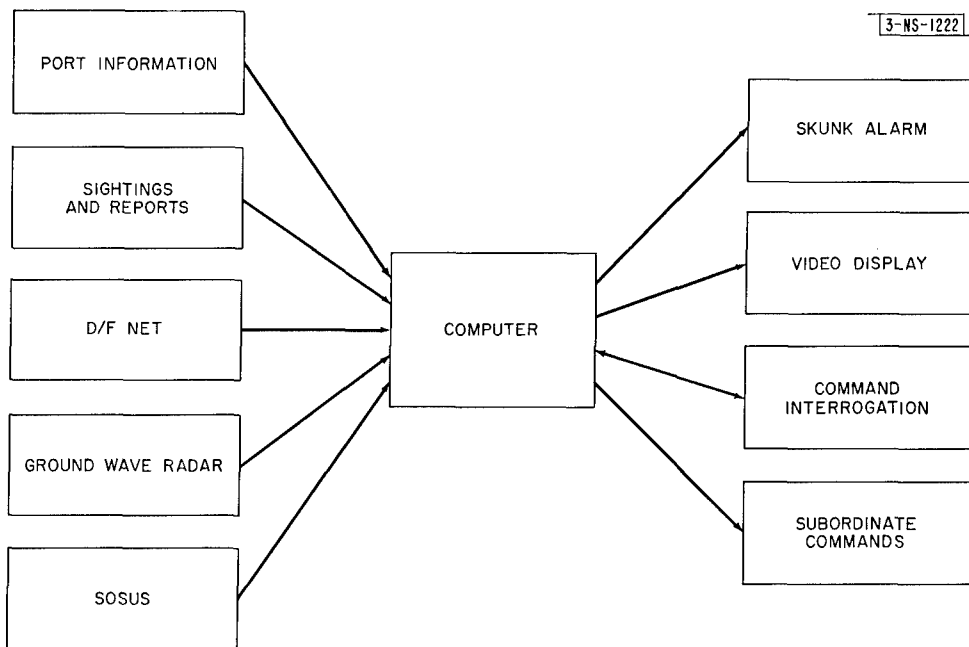 3-NS-1222
PORT INFORMATION
SIGHTINGS
AND REPORTS
D/F NET
GROUND WAVE RADAR
SOSUS
COMPUTER
SKUNK ALARM
VIDEO DISPLAY
COMMAND
INTERROGATION
SUBORDINATE
COMMANDS